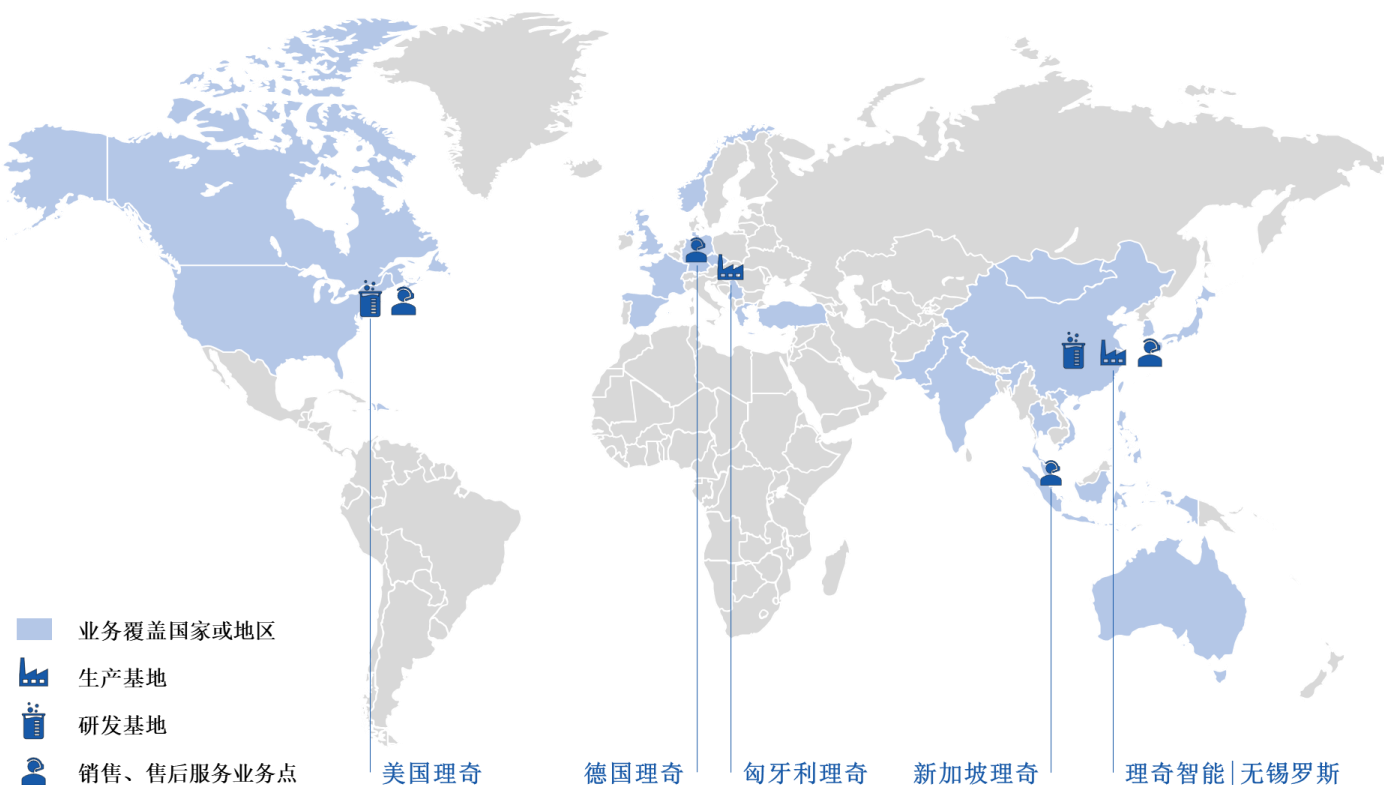 业务覆盖国家或地区
生产基地
研发基地
销售、售后服务业务点
美国理奇
德国理奇
匈牙利理奇
新加坡理奇
理奇智能|无锡罗斯